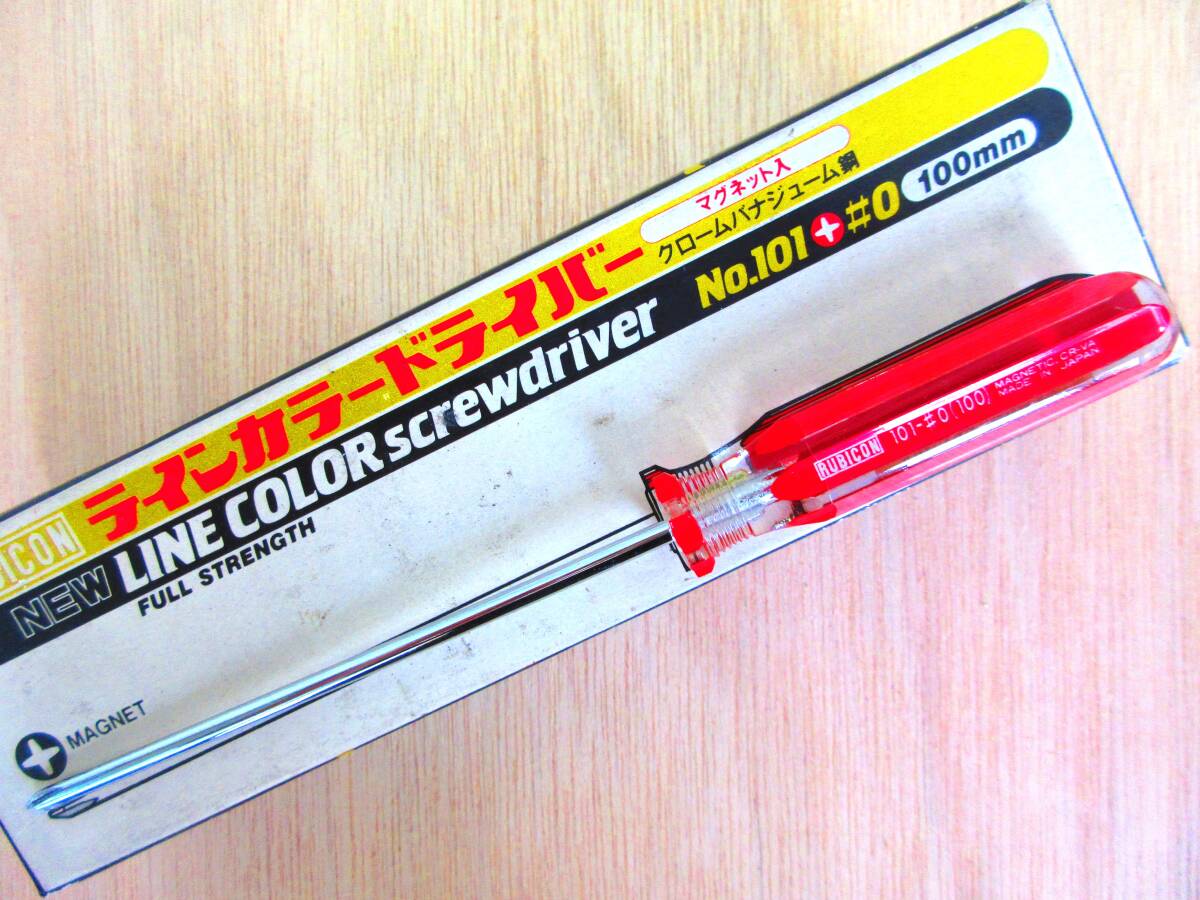 マグネット入
クロームバナジューム鋼
ラインカラードライバー
No.101 #0 100mm
NEW LINE COLOR screwdriver
FULL STRENGTH
MAGNET
RUBICON 101-#0(100) MAGNETIC. CR-VA
MADE IN JAPAN